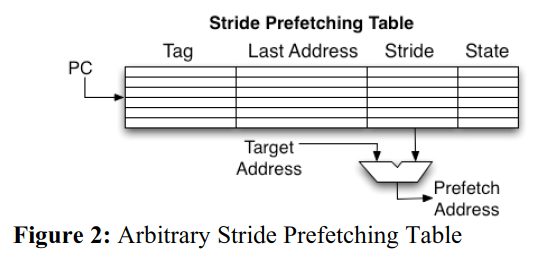 Stride Prefetching Table
Tag Last Address Stride State
PC
Target
Address
Prefetch
Address
Figure 2: Arbitrary Stride Prefetching Table